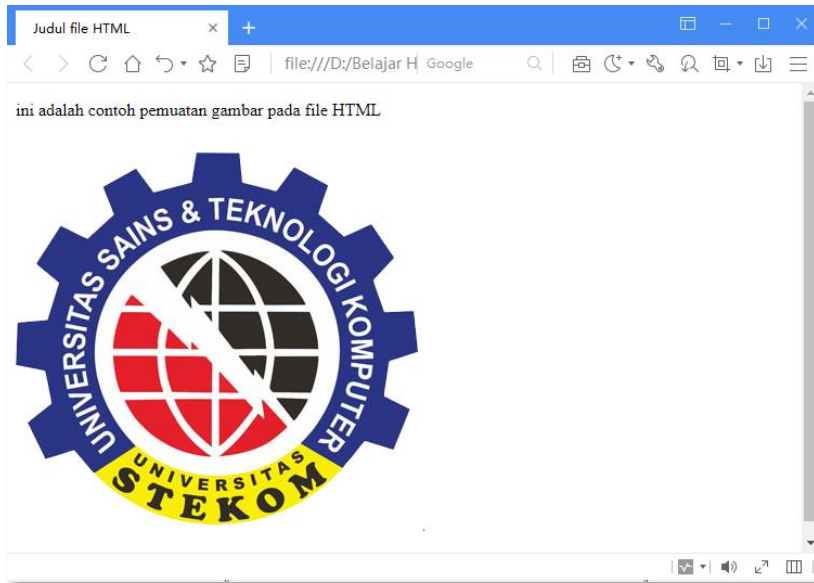 Judul file HTML
file:///D:/Belajar H Google
ini adalah contoh pemuatan gambar pada file HTML
UNIVERSITAS SAINS & TEKNOLOGI KOMPUTER
UNIVERSITAS
STEKOM